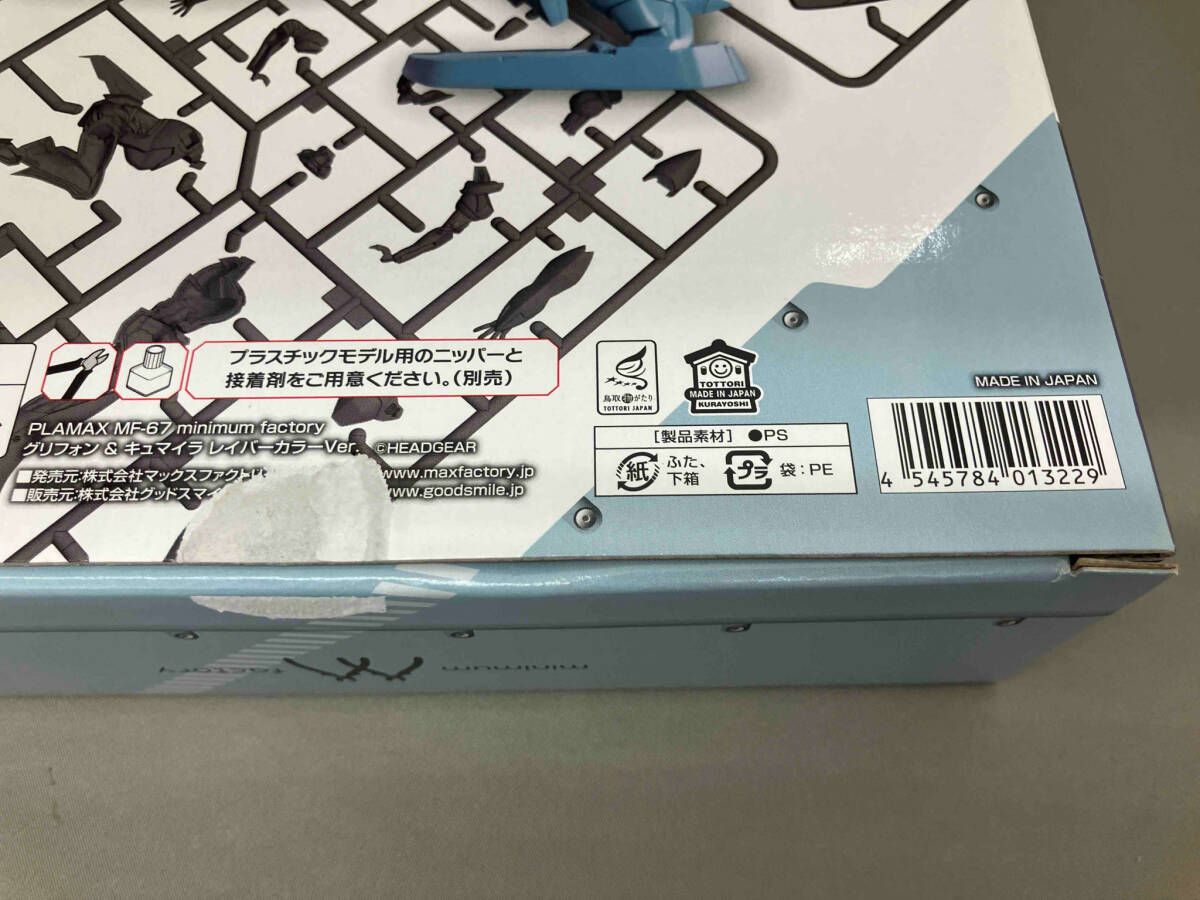 プラスチックモデル用のニッパーと
接着剤をご用意ください。(別売)
PLAMAX MF-67 minimum factory
グリフォン & キュマイラ レイバーカラーVer. ©HEADGEAR
■発売元:株式会社マックスファクトリ www.maxfactory.jp
■販売元:株式会社グッドスマイ www.goodsmile.jp
鳥取物がたり
TOTTORI JAPAN
TOTTORI
MADE IN JAPAN
KURAYOSHI
[製品素材] ●PS
紙 ふた、下箱 プラ 袋:PE
MADE IN JAPAN
4 545784 013229
minimum factory